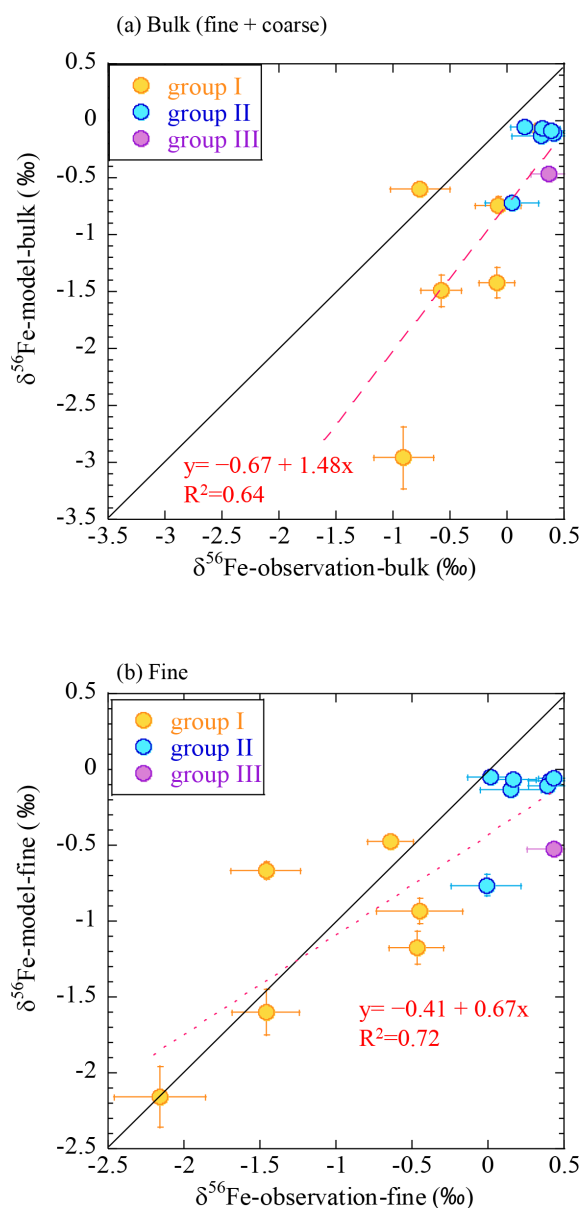 (a) Bulk (fine + coarse)
0.5
0
-0.5
-1
-1.5
-2
-2.5
-3
-3.5
group I
group II
group III
δ⁵⁶Fe-model-bulk (‰)
y= −0.67 + 1.48x
R²=0.64
-3.5 -3 -2.5 -2 -1.5 -1 -0.5 0 0.5
δ⁵⁶Fe-observation-bulk (‰)
(b) Fine
0.5
0
-0.5
-1
-1.5
-2
-2.5
group I
group II
group III
δ⁵⁶Fe-model-fine (‰)
y= −0.41 + 0.67x
R²=0.72
-2.5 -2 -1.5 -1 -0.5 0 0.5
δ⁵⁶Fe-observation-fine (‰)